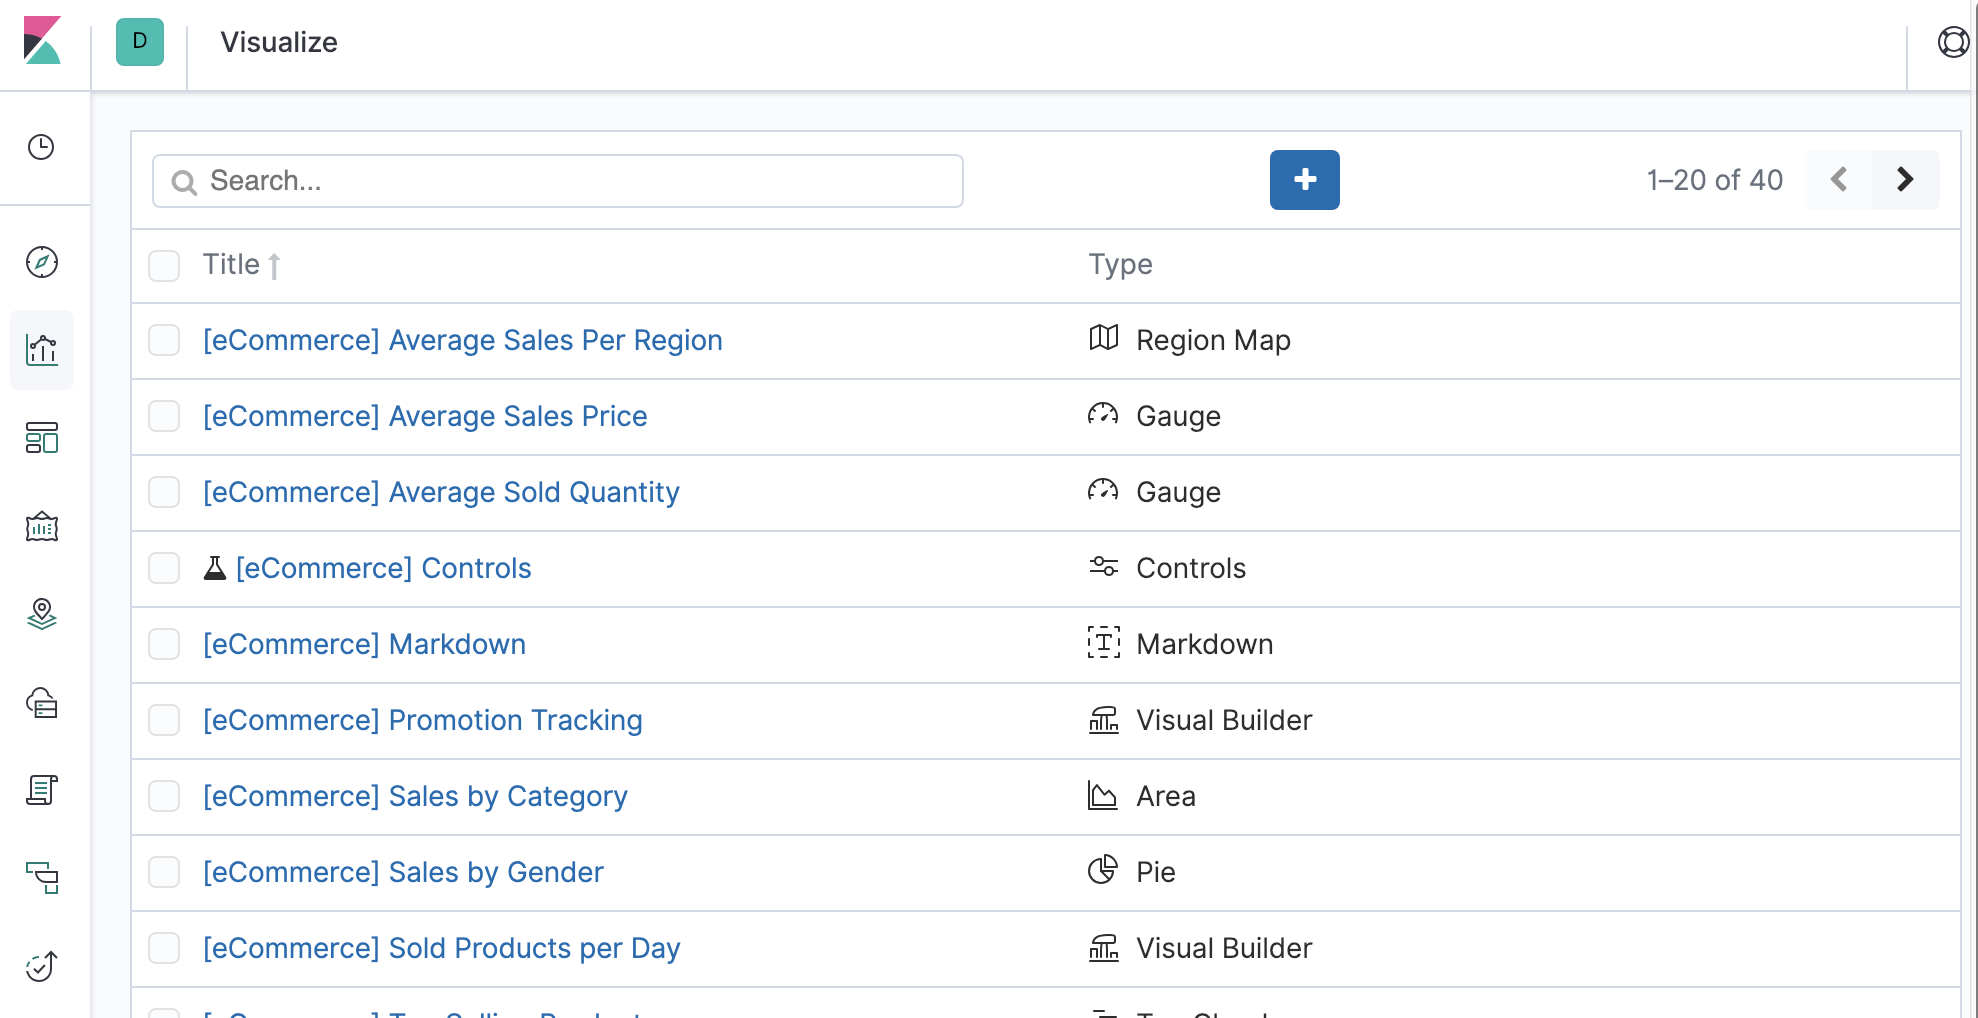 D Visualize
Search... 1–20 of 40
Title Type
[eCommerce] Average Sales Per Region Region Map
[eCommerce] Average Sales Price Gauge
[eCommerce] Average Sold Quantity Gauge
[eCommerce] Controls Controls
[eCommerce] Markdown Markdown
[eCommerce] Promotion Tracking Visual Builder
[eCommerce] Sales by Category Area
[eCommerce] Sales by Gender Pie
[eCommerce] Sold Products per Day Visual Builder